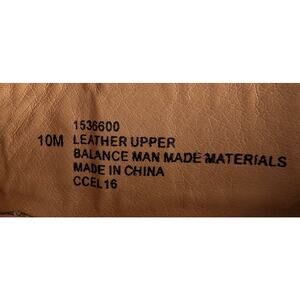 1536600
10M LEATHER UPPER
BALANCE MAN MADE MATERIALS
MADE IN CHINA
CCEL16